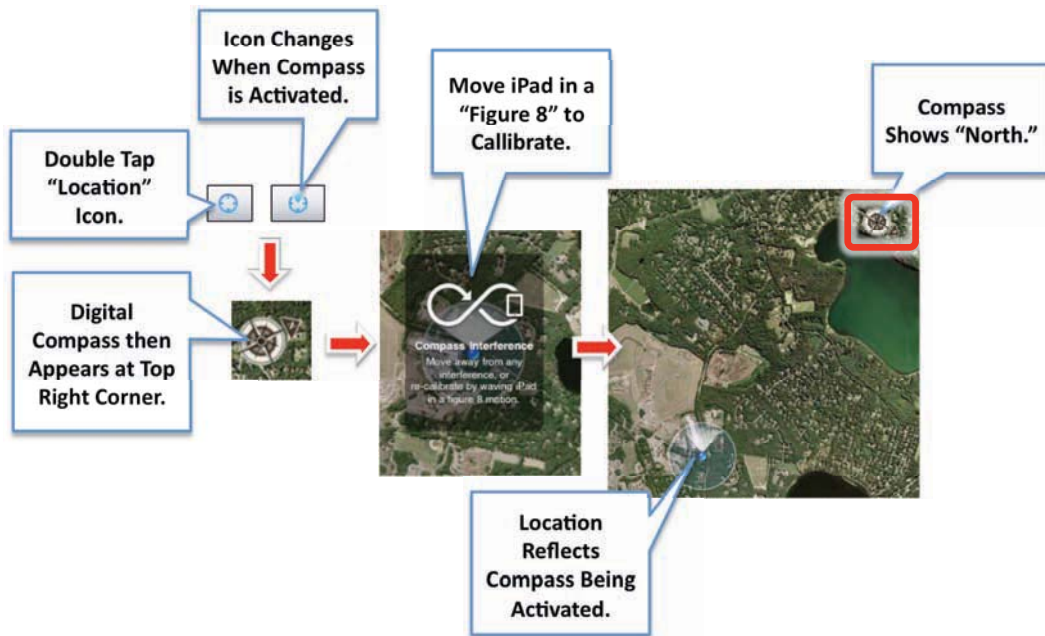 Icon Changes
When Compass
is Activated.
Move iPad in a
“Figure 8” to
Callibrate.
Compass
Shows “North.”
Double Tap
“Location”
Icon.
Digital
Compass then
Appears at Top
Right Corner.
Compass Interference
Move away from any
interference, or
re-calibrate by waving iPad
in a figure 8 motion.
Location
Reflects
Compass Being
Activated.